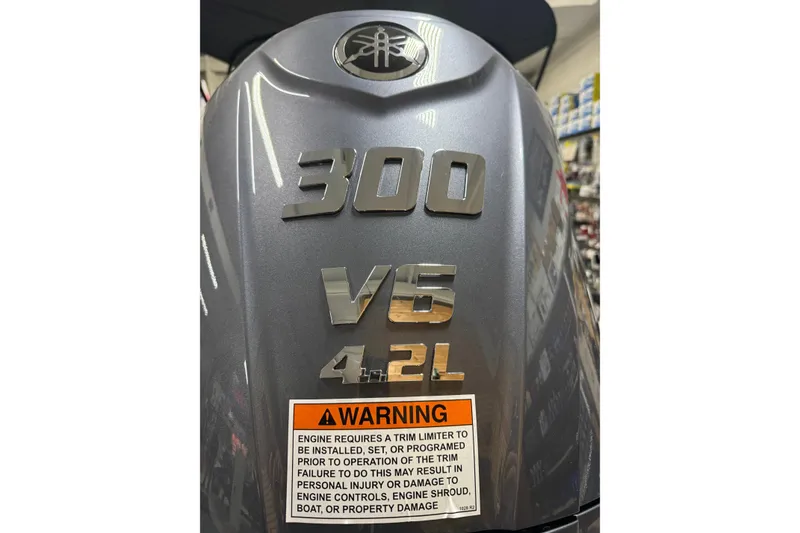 300
V6
4.2L
WARNING
ENGINE REQUIRES A TRIM LIMITER TO
BE INSTALLED, SET, OR PROGRAMED
PRIOR TO OPERATION OF THE TRIM
FAILURE TO DO THIS MAY RESULT IN
PERSONAL INJURY OR DAMAGE TO
ENGINE CONTROLS, ENGINE SHROUD,
BOAT, OR PROPERTY DAMAGE